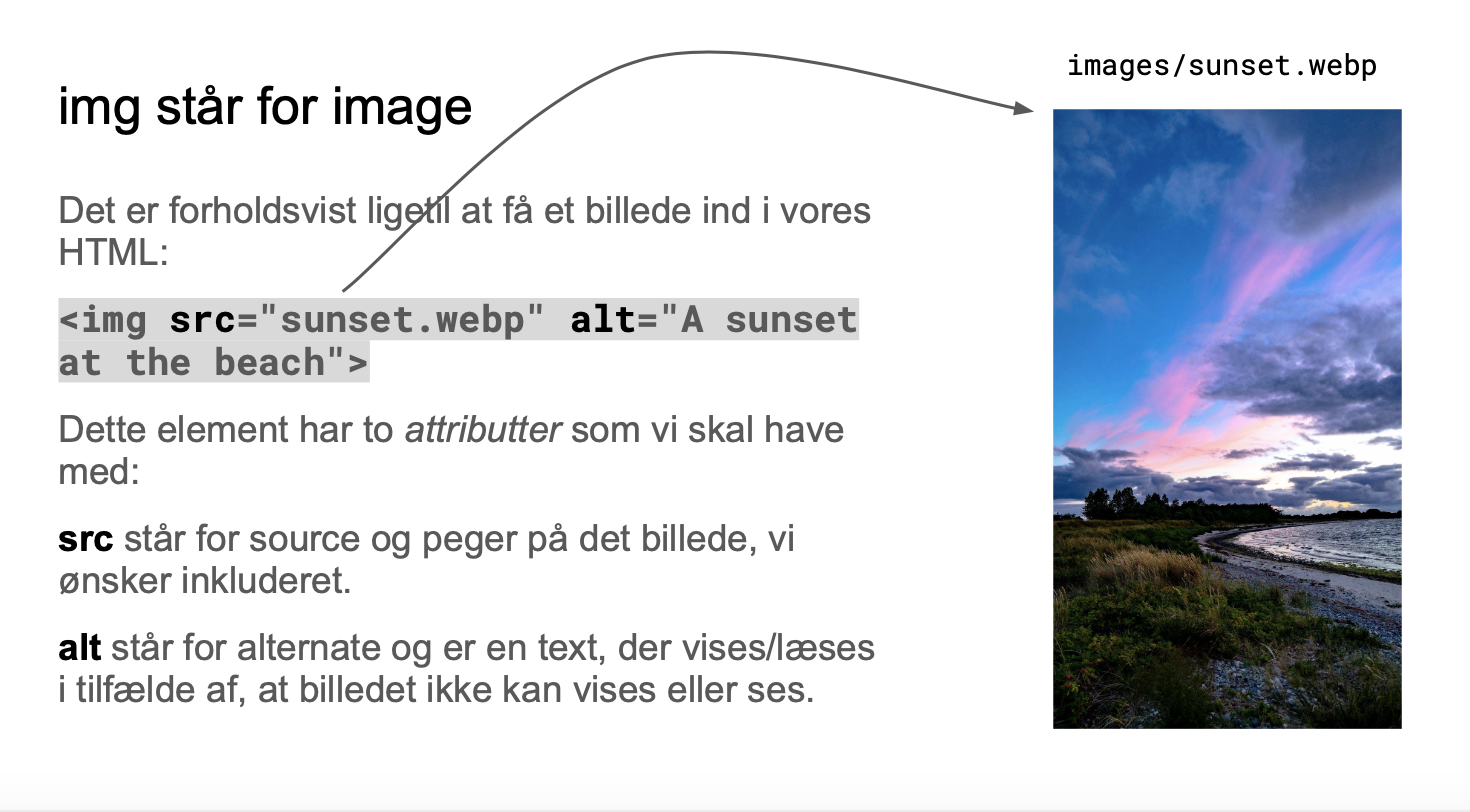 images/sunset.webp
img står for image
Det er forholdsvist ligetil at få et billede ind i vores
HTML:
<img src="sunset.webp" alt="A sunset
at the beach">
Dette element har to attributter som vi skal have
med:
src står for source og peger på det billede, vi
ønsker inkluderet.
alt står for alternate og er en text, der vises/læses
i tilfælde af, at billedet ikke kan vises eller ses.